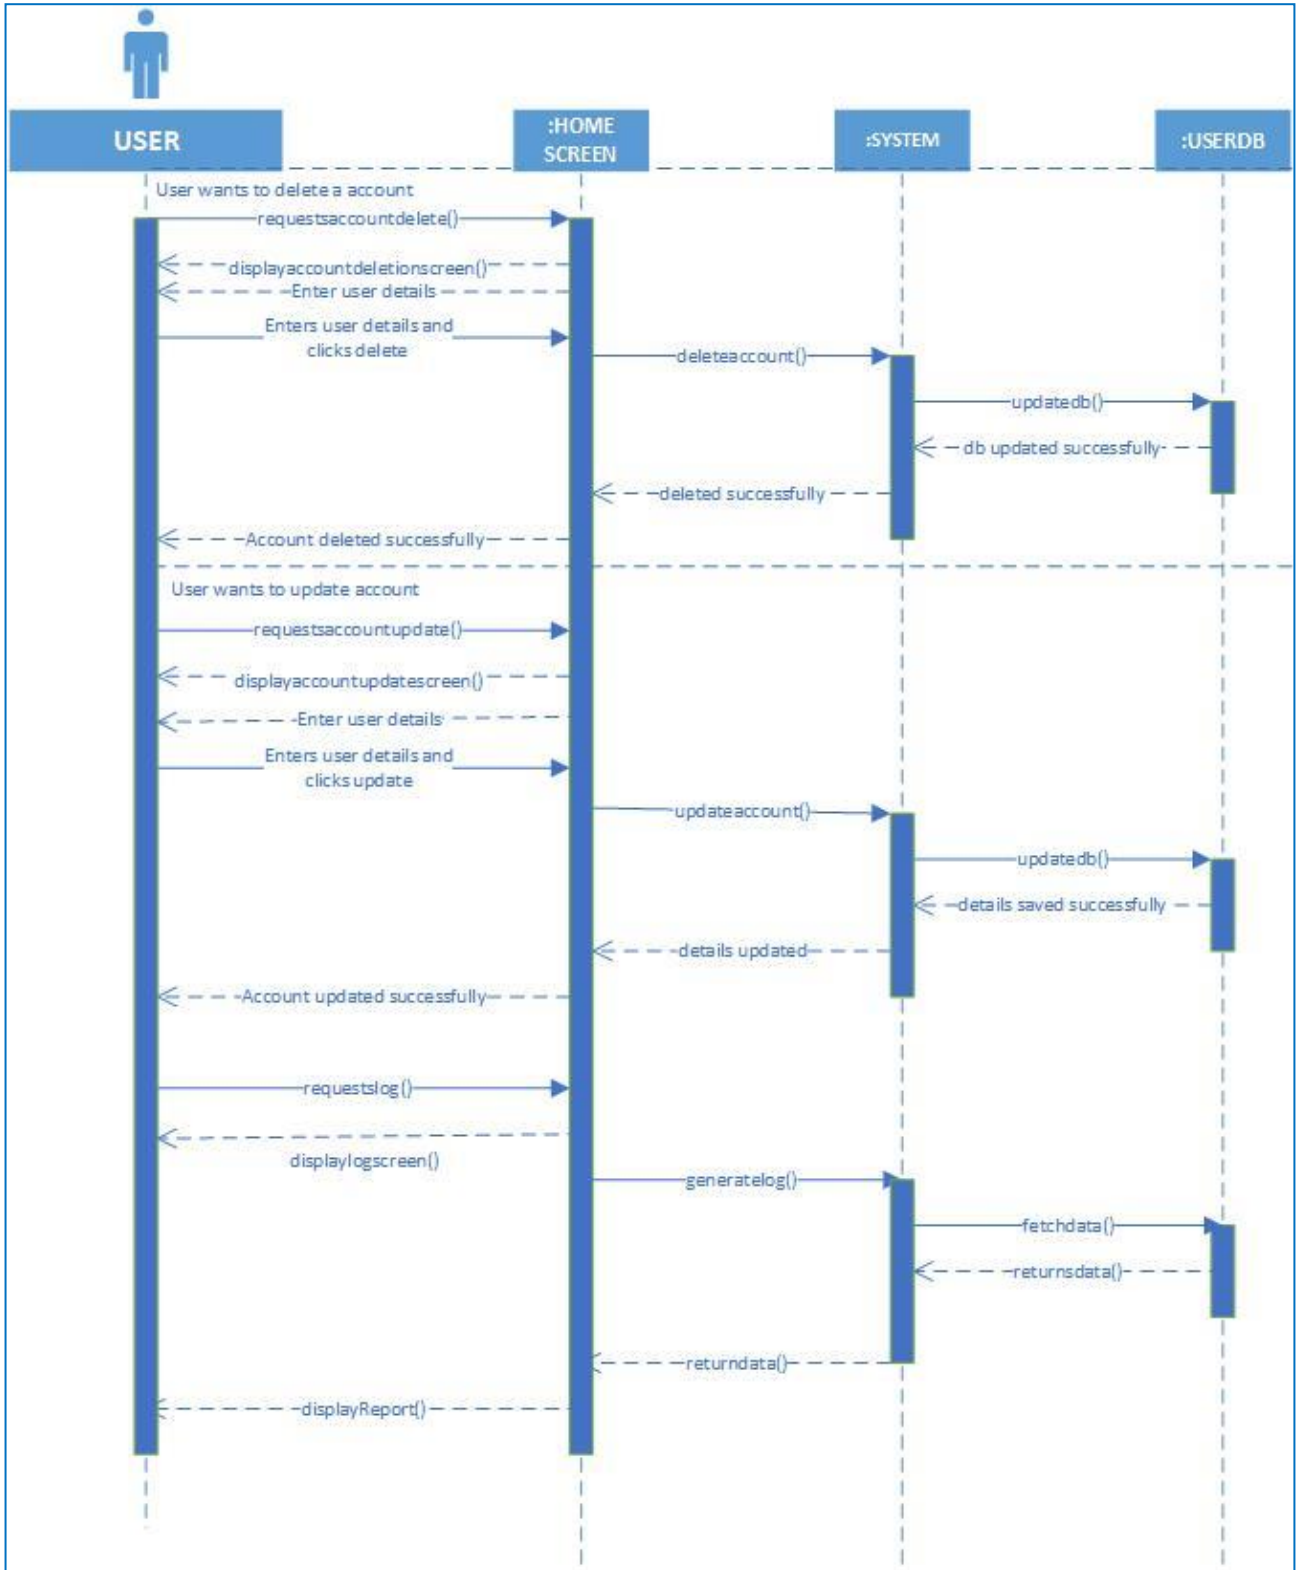 USER
:HOME
SCREEN
:SYSTEM
:USERDB
User wants to delete a account
requestsaccountdelete()
displayaccountdeletionscreen()
Enter user details
Enters user details and
clicks delete
deleteaccount()
updatedb()
db updated successfully
deleted successfully
Account deleted successfully
User wants to update account
requestsaccountupdate()
displayaccountupdatescreen()
Enter user details
Enters user details and
clicks update
updateaccount()
updatedb()
details saved successfully
details updated
Account updated successfully
requestslog()
displaylogscreen()
generatelog()
fetchdata()
returnsdata()
returndata()
displayReport()